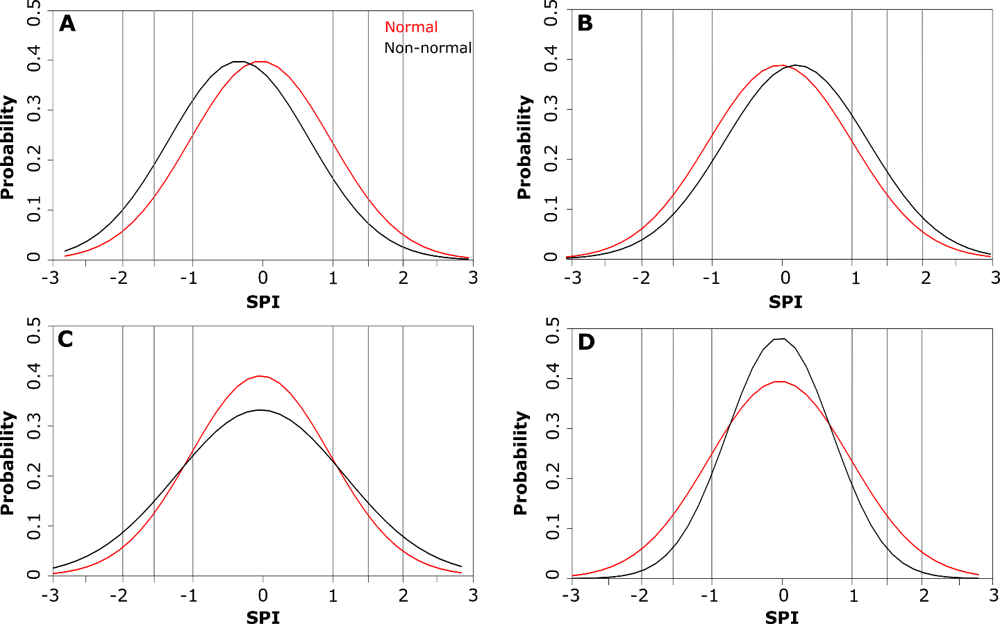 A
Normal
Non-normal
Probability
0 0.1 0.2 0.3 0.4 0.5
-3 -2 -1 0 1 2 3
SPI
B
Probability
0 0.1 0.2 0.3 0.4 0.5
-3 -2 -1 0 1 2 3
SPI
C
Probability
0 0.1 0.2 0.3 0.4 0.5
-3 -2 -1 0 1 2 3
SPI
D
Probability
0 0.1 0.2 0.3 0.4 0.5
-3 -2 -1 0 1 2 3
SPI